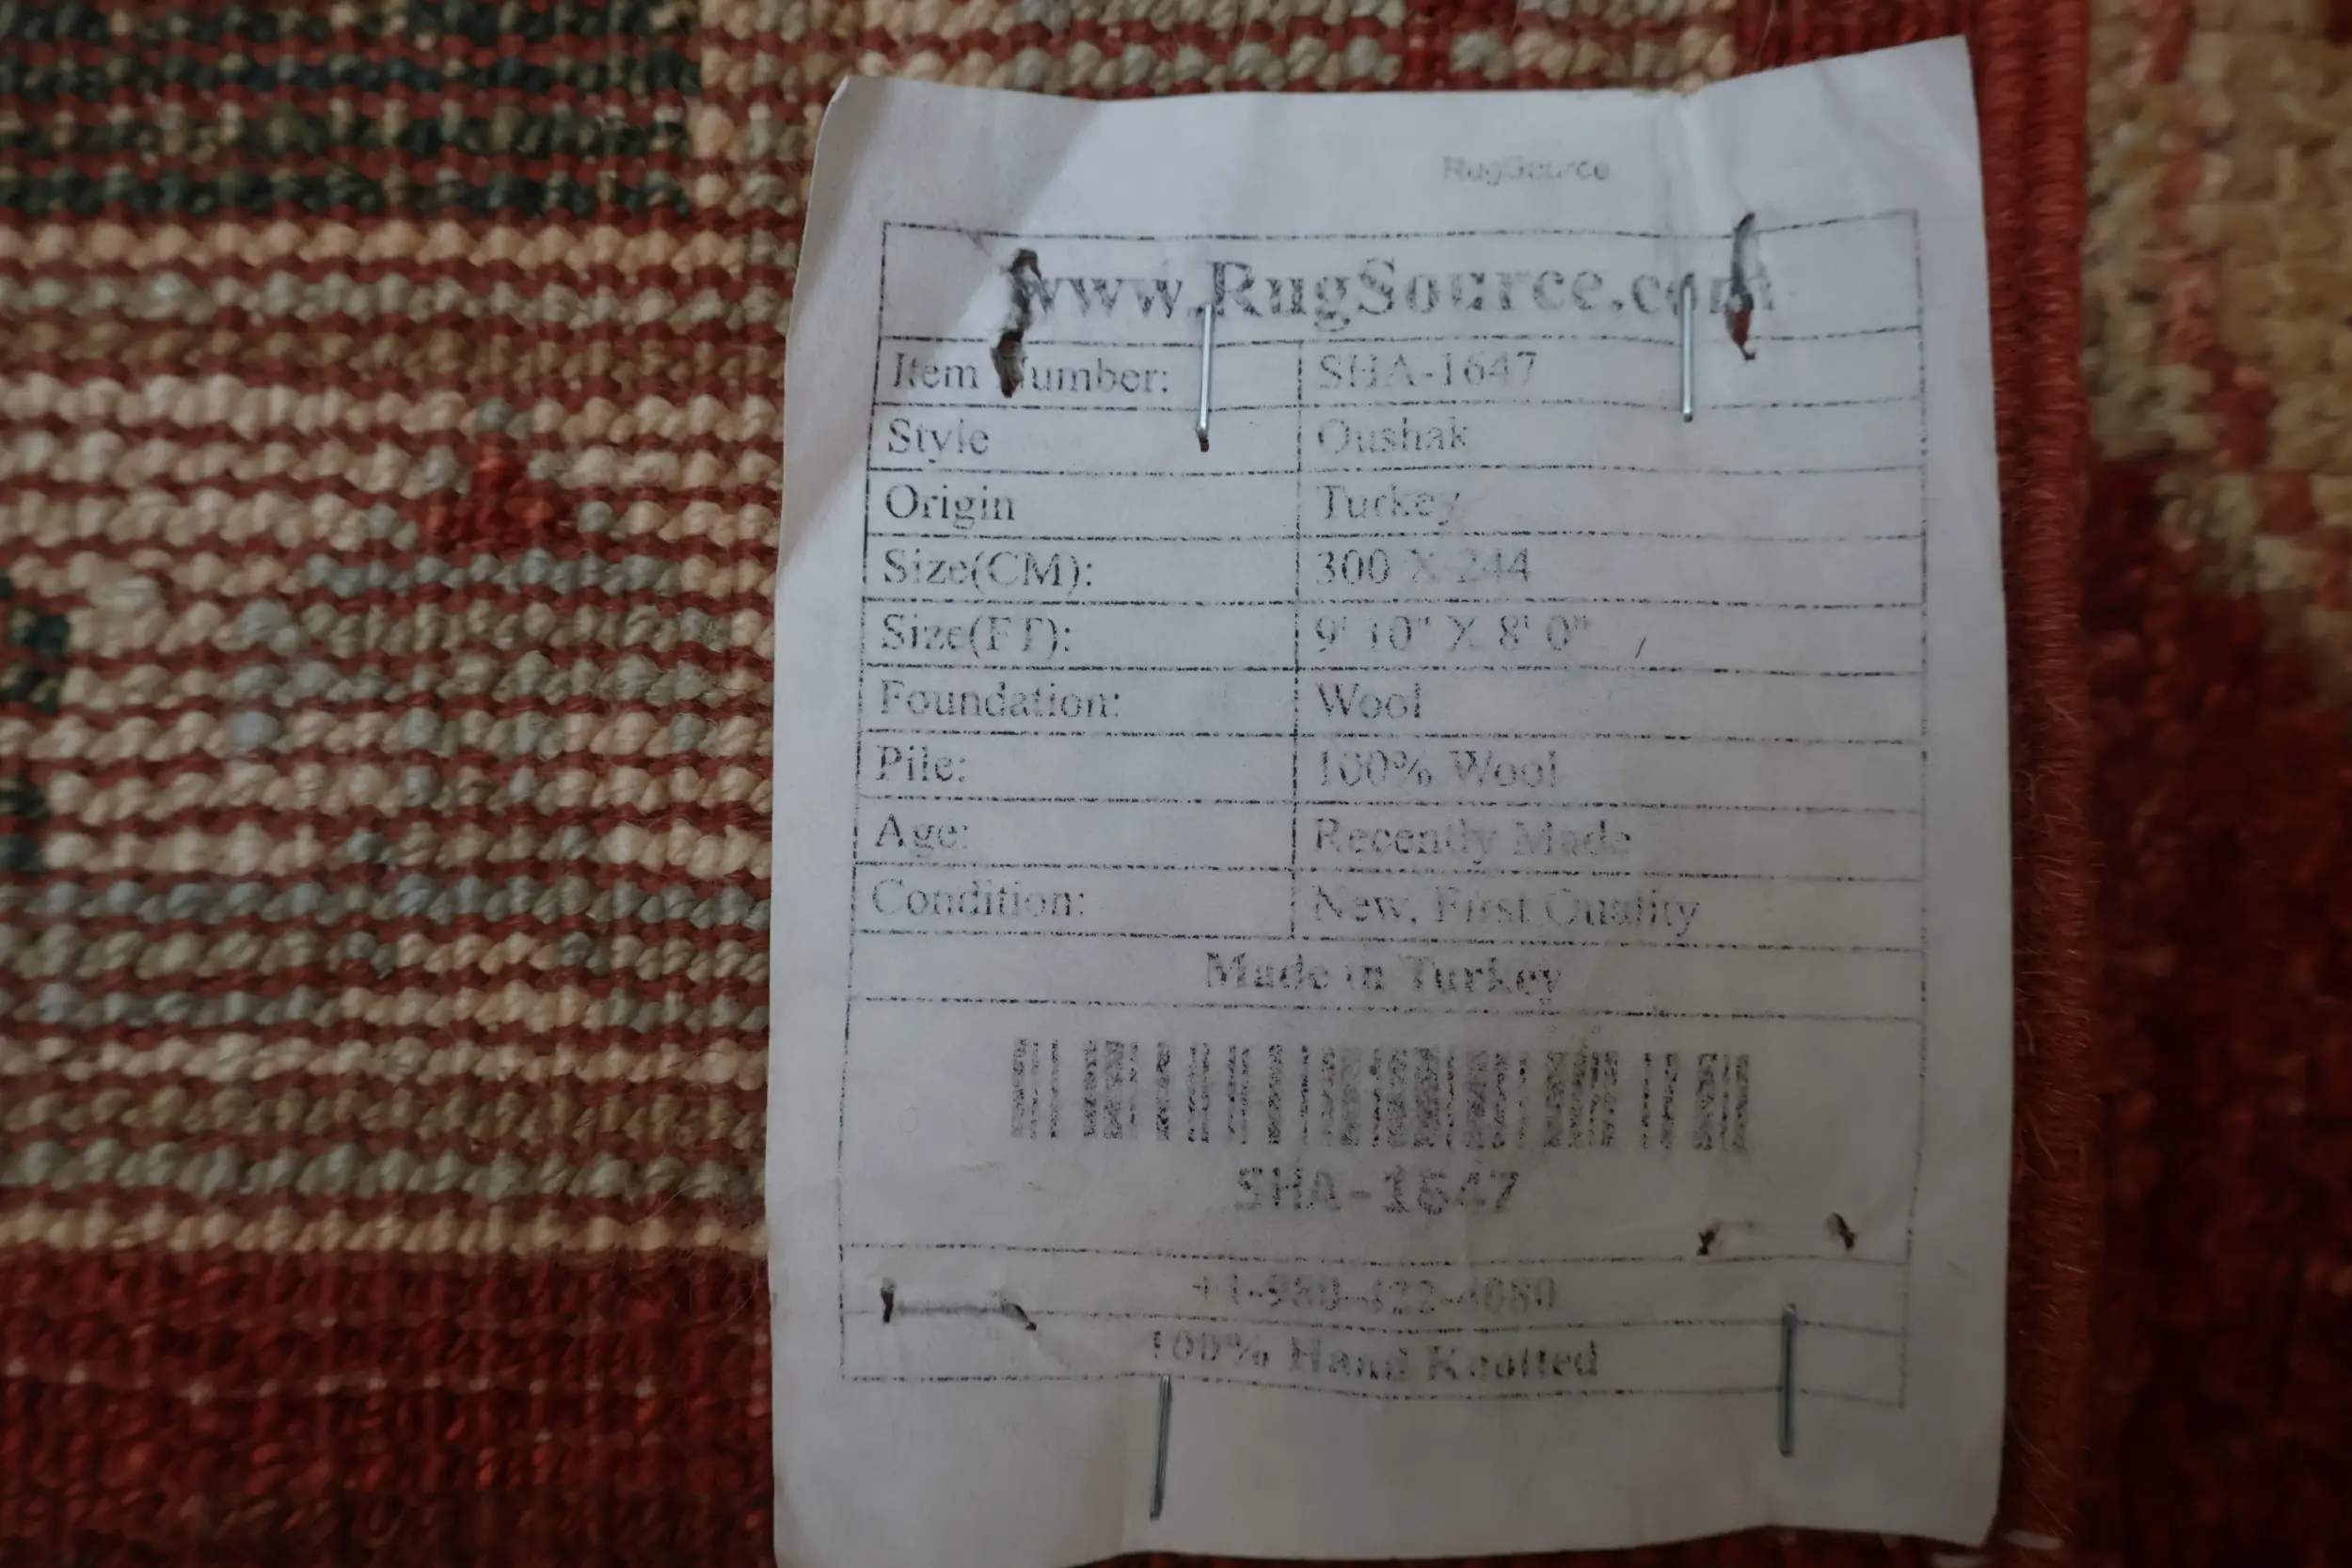 RugSource
www.RugSource.com
Item Number: SHA-1647
Style Oushak
Origin Turkey
Size(CM): 300 X 244
Size(FT): 9' 10" X 8' 0"
Foundation: Wool
Pile: 100% Wool
Age: Recently Made
Condition: New, First Quality
Made in Turkey
SHA-1647
100% Hand Knotted